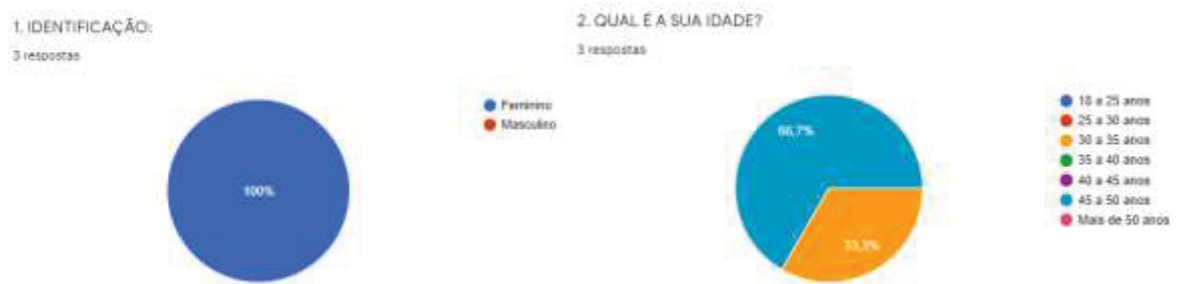 1. IDENTIFICAÇÃO:
3 respostas
100%
Feminino
Masculino
2. QUAL É A SUA IDADE?
3 respostas
66,7%
33,3%
18 a 25 anos
25 a 30 anos
30 a 35 anos
35 a 40 anos
40 a 45 anos
45 a 50 anos
Mais de 50 anos